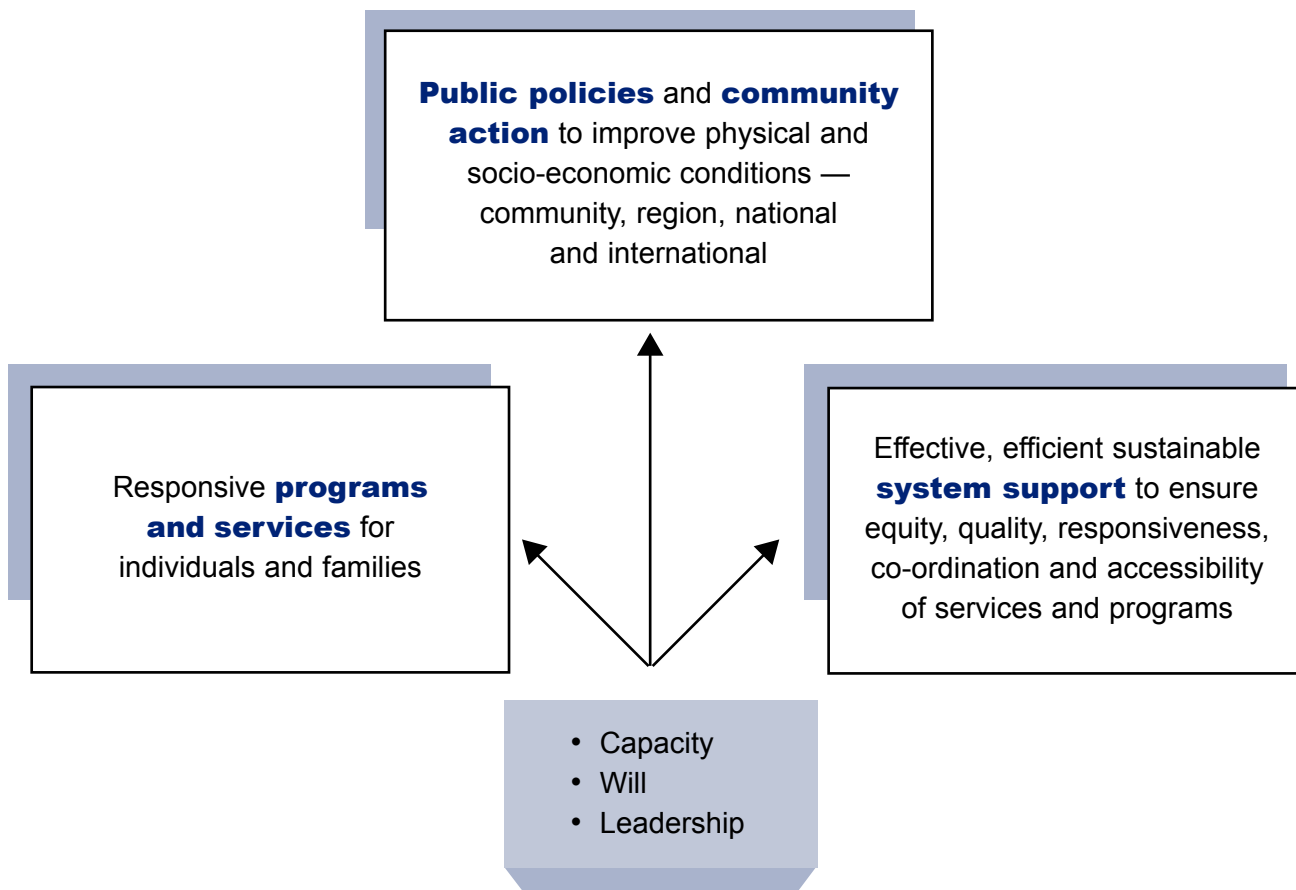 Public policies and community
action to improve physical and
socio-economic conditions —
community, region, national
and international
Responsive programs
and services for
individuals and families
Effective, efficient sustainable
system support to ensure
equity, quality, responsiveness,
co-ordination and accessibility
of services and programs
• Capacity
• Will
• Leadership